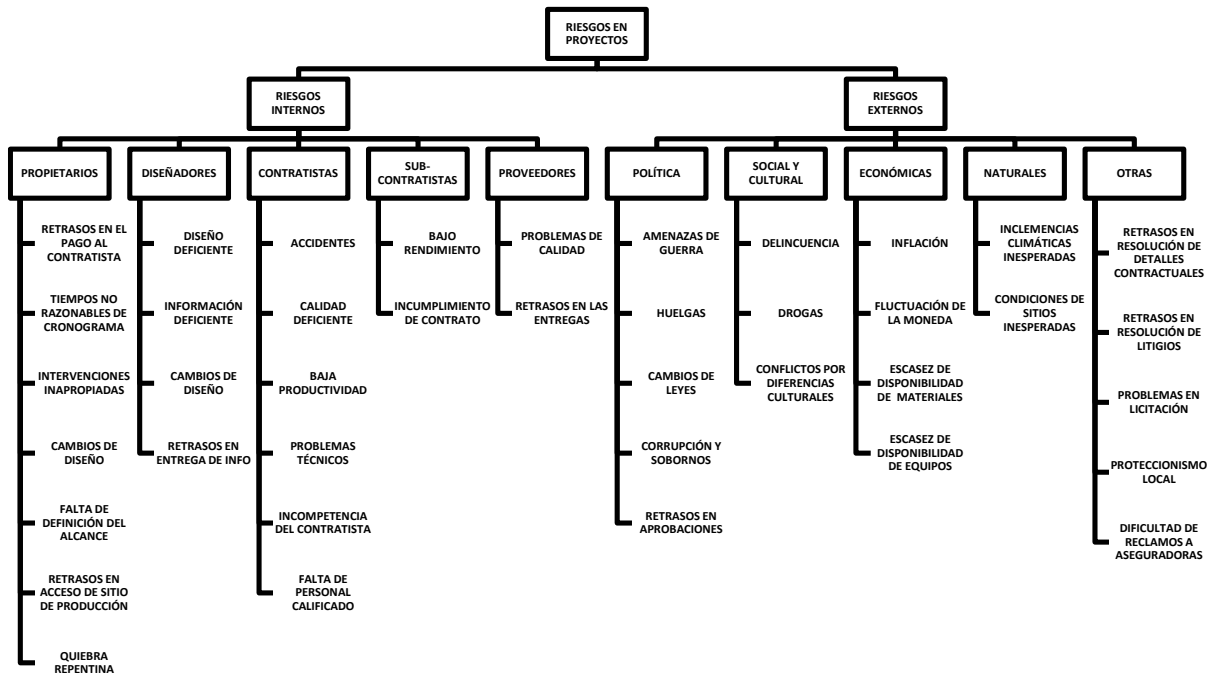 RIESGOS EN
PROYECTOS
RIESGOS
INTERNOS
RIESGOS
EXTERNOS
PROPIETARIOS
DISEÑADORES
CONTRATISTAS
SUB-
CONTRATISTAS
PROVEEDORES
POLÍTICA
SOCIAL Y
CULTURAL
ECONÓMICAS
NATURALES
OTRAS
RETRASOS EN EL
PAGO AL
CONTRATISTA
TIEMPOS NO
RAZONABLES DE
CRONOGRAMA
INTERVENCIONES
INAPROPIADAS
CAMBIOS DE
DISEÑO
FALTA DE
DEFINICIÓN DEL
ALCANCE
RETRASOS EN
ACCESO DE SITIO
DE PRODUCCIÓN
QUIEBRA
REPENTINA
DISEÑO
DEFICIENTE
INFORMACIÓN
DEFICIENTE
CAMBIOS DE
DISEÑO
RETRASOS EN
ENTREGA DE INFO
ACCIDENTES
CALIDAD
DEFICIENTE
BAJA
PRODUCTIVIDAD
PROBLEMAS
TÉCNICOS
INCOMPETENCIA
DEL CONTRATISTA
FALTA DE
PERSONAL
CALIFICADO
BAJO
RENDIMIENTO
INCUMPLIMIENTO
DE CONTRATO
PROBLEMAS DE
CALIDAD
RETRASOS EN LAS
ENTREGAS
AMENAZAS DE
GUERRA
HUELGAS
CAMBIOS DE
LEYES
CORRUPCIÓN Y
SOBORNOS
RETRASOS EN
APROBACIONES
DELINCUENCIA
DROGAS
CONFLICTOS POR
DIFERENCIAS
CULTURALES
INFLACIÓN
FLUCTUACIÓN DE
LA MONEDA
ESCASEZ DE
DISPONIBILIDAD
DE MATERIALES
ESCASEZ DE
DISPONIBILIDAD
DE EQUIPOS
INCLEMENCIAS
CLIMÁTICAS
INESPERADAS
CONDICIONES DE
SITIOS
INESPERADAS
RETRASOS EN
RESOLUCIÓN DE
DETALLES
CONTRACTUALES
RETRASOS EN
RESOLUCIÓN DE
LITIGIOS
PROBLEMAS EN
LICITACIÓN
PROTECCIONISMO
LOCAL
DIFICULTAD DE
RECLAMOS A
ASEGURADORAS